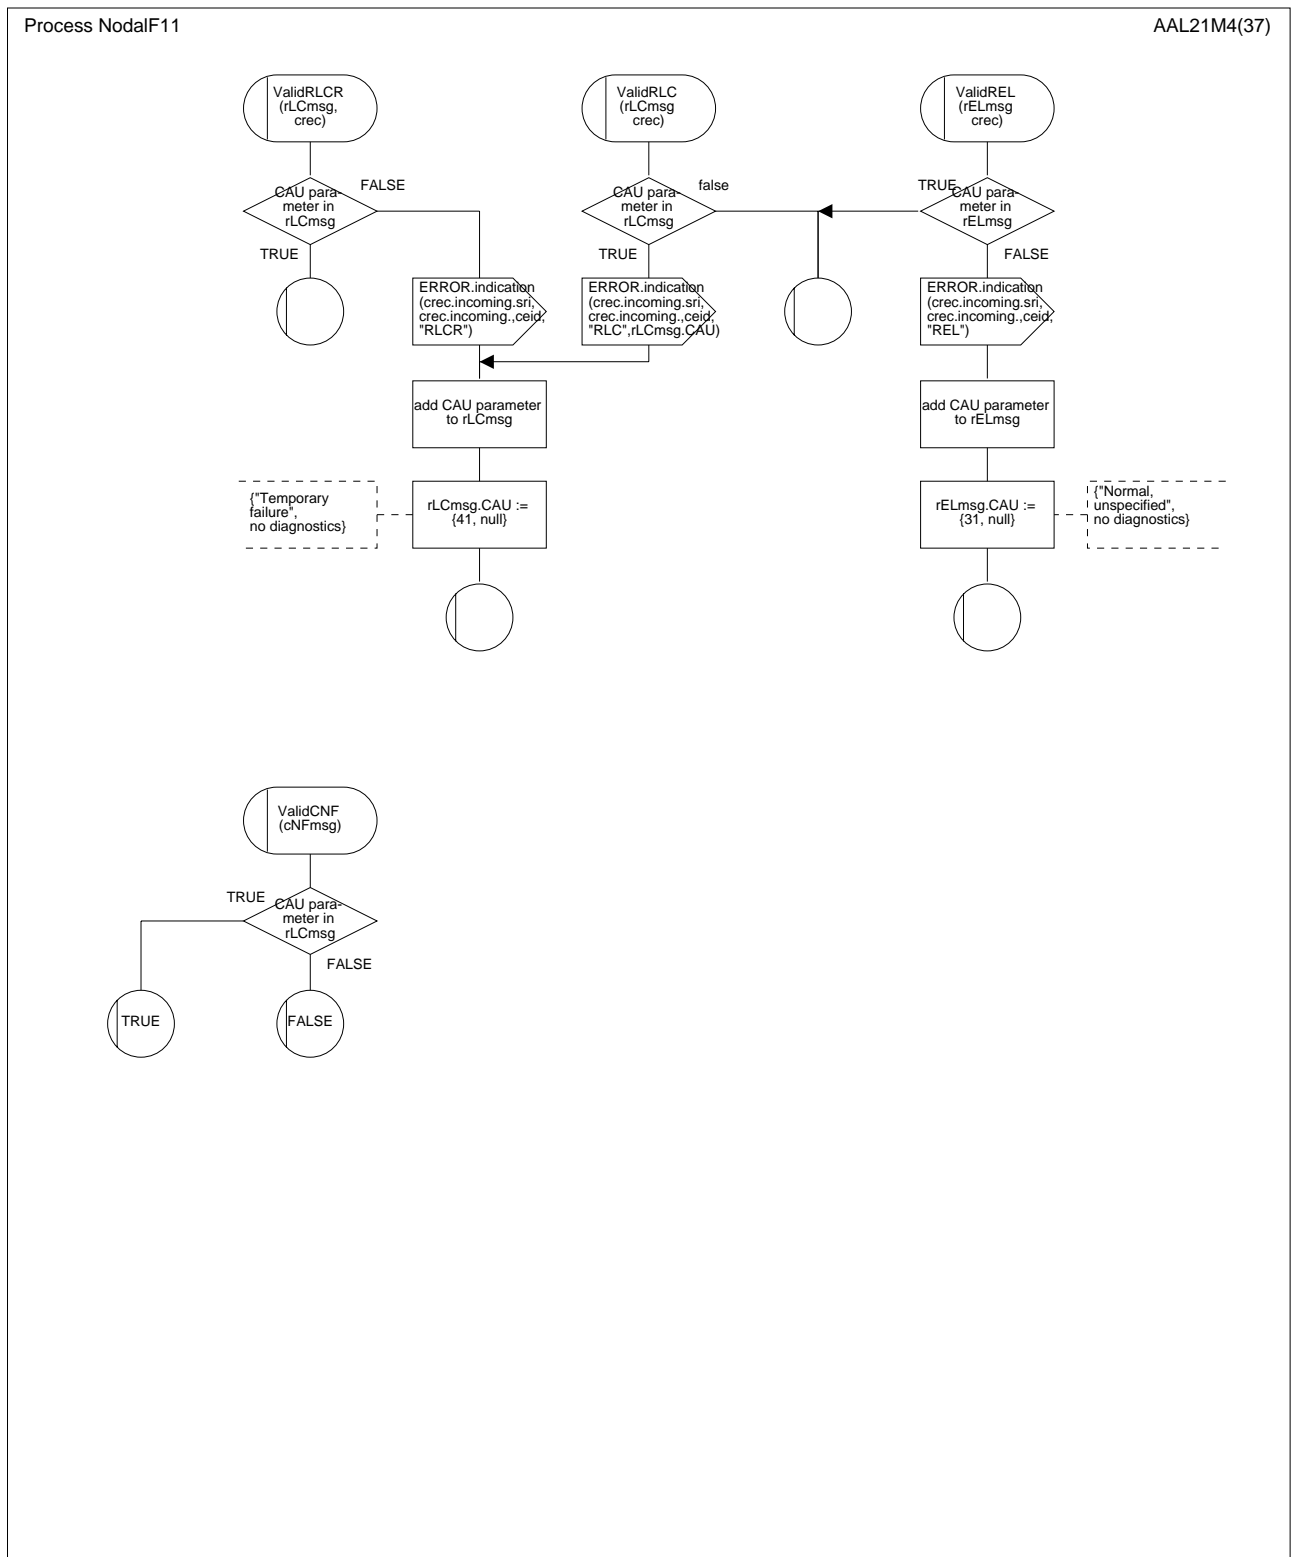 Process NodalF11
AAL21M4(37)
ValidRLCR
(rLCmsg,
crec)
CAU para-
meter in
rLCmsg
FALSE
TRUE
ERROR.indication
(crec.incoming.sri,
crec.incoming.,ceid,
"RLCR")
ValidRLC
(rLCmsg
crec)
CAU para-
meter in
rLCmsg
false
TRUE
ERROR.indication
(crec.incoming.sri,
crec.incoming.,ceid,
"RLC",rLCmsg.CAU)
ValidREL
(rELmsg
crec)
TRUE
CAU para-
meter in
rELmsg
FALSE
ERROR.indication
(crec.incoming.sri,
crec.incoming.,ceid,
"REL")
add CAU parameter
to rLCmsg
add CAU parameter
to rELmsg
{"Temporary
failure",
no diagnostics}
rLCmsg.CAU :=
{41, null}
rELmsg.CAU :=
{31, null}
{"Normal,
unspecified",
no diagnostics}
ValidCNF
(cNFmsg)
TRUE
CAU para-
meter in
rLCmsg
FALSE
TRUE
FALSE